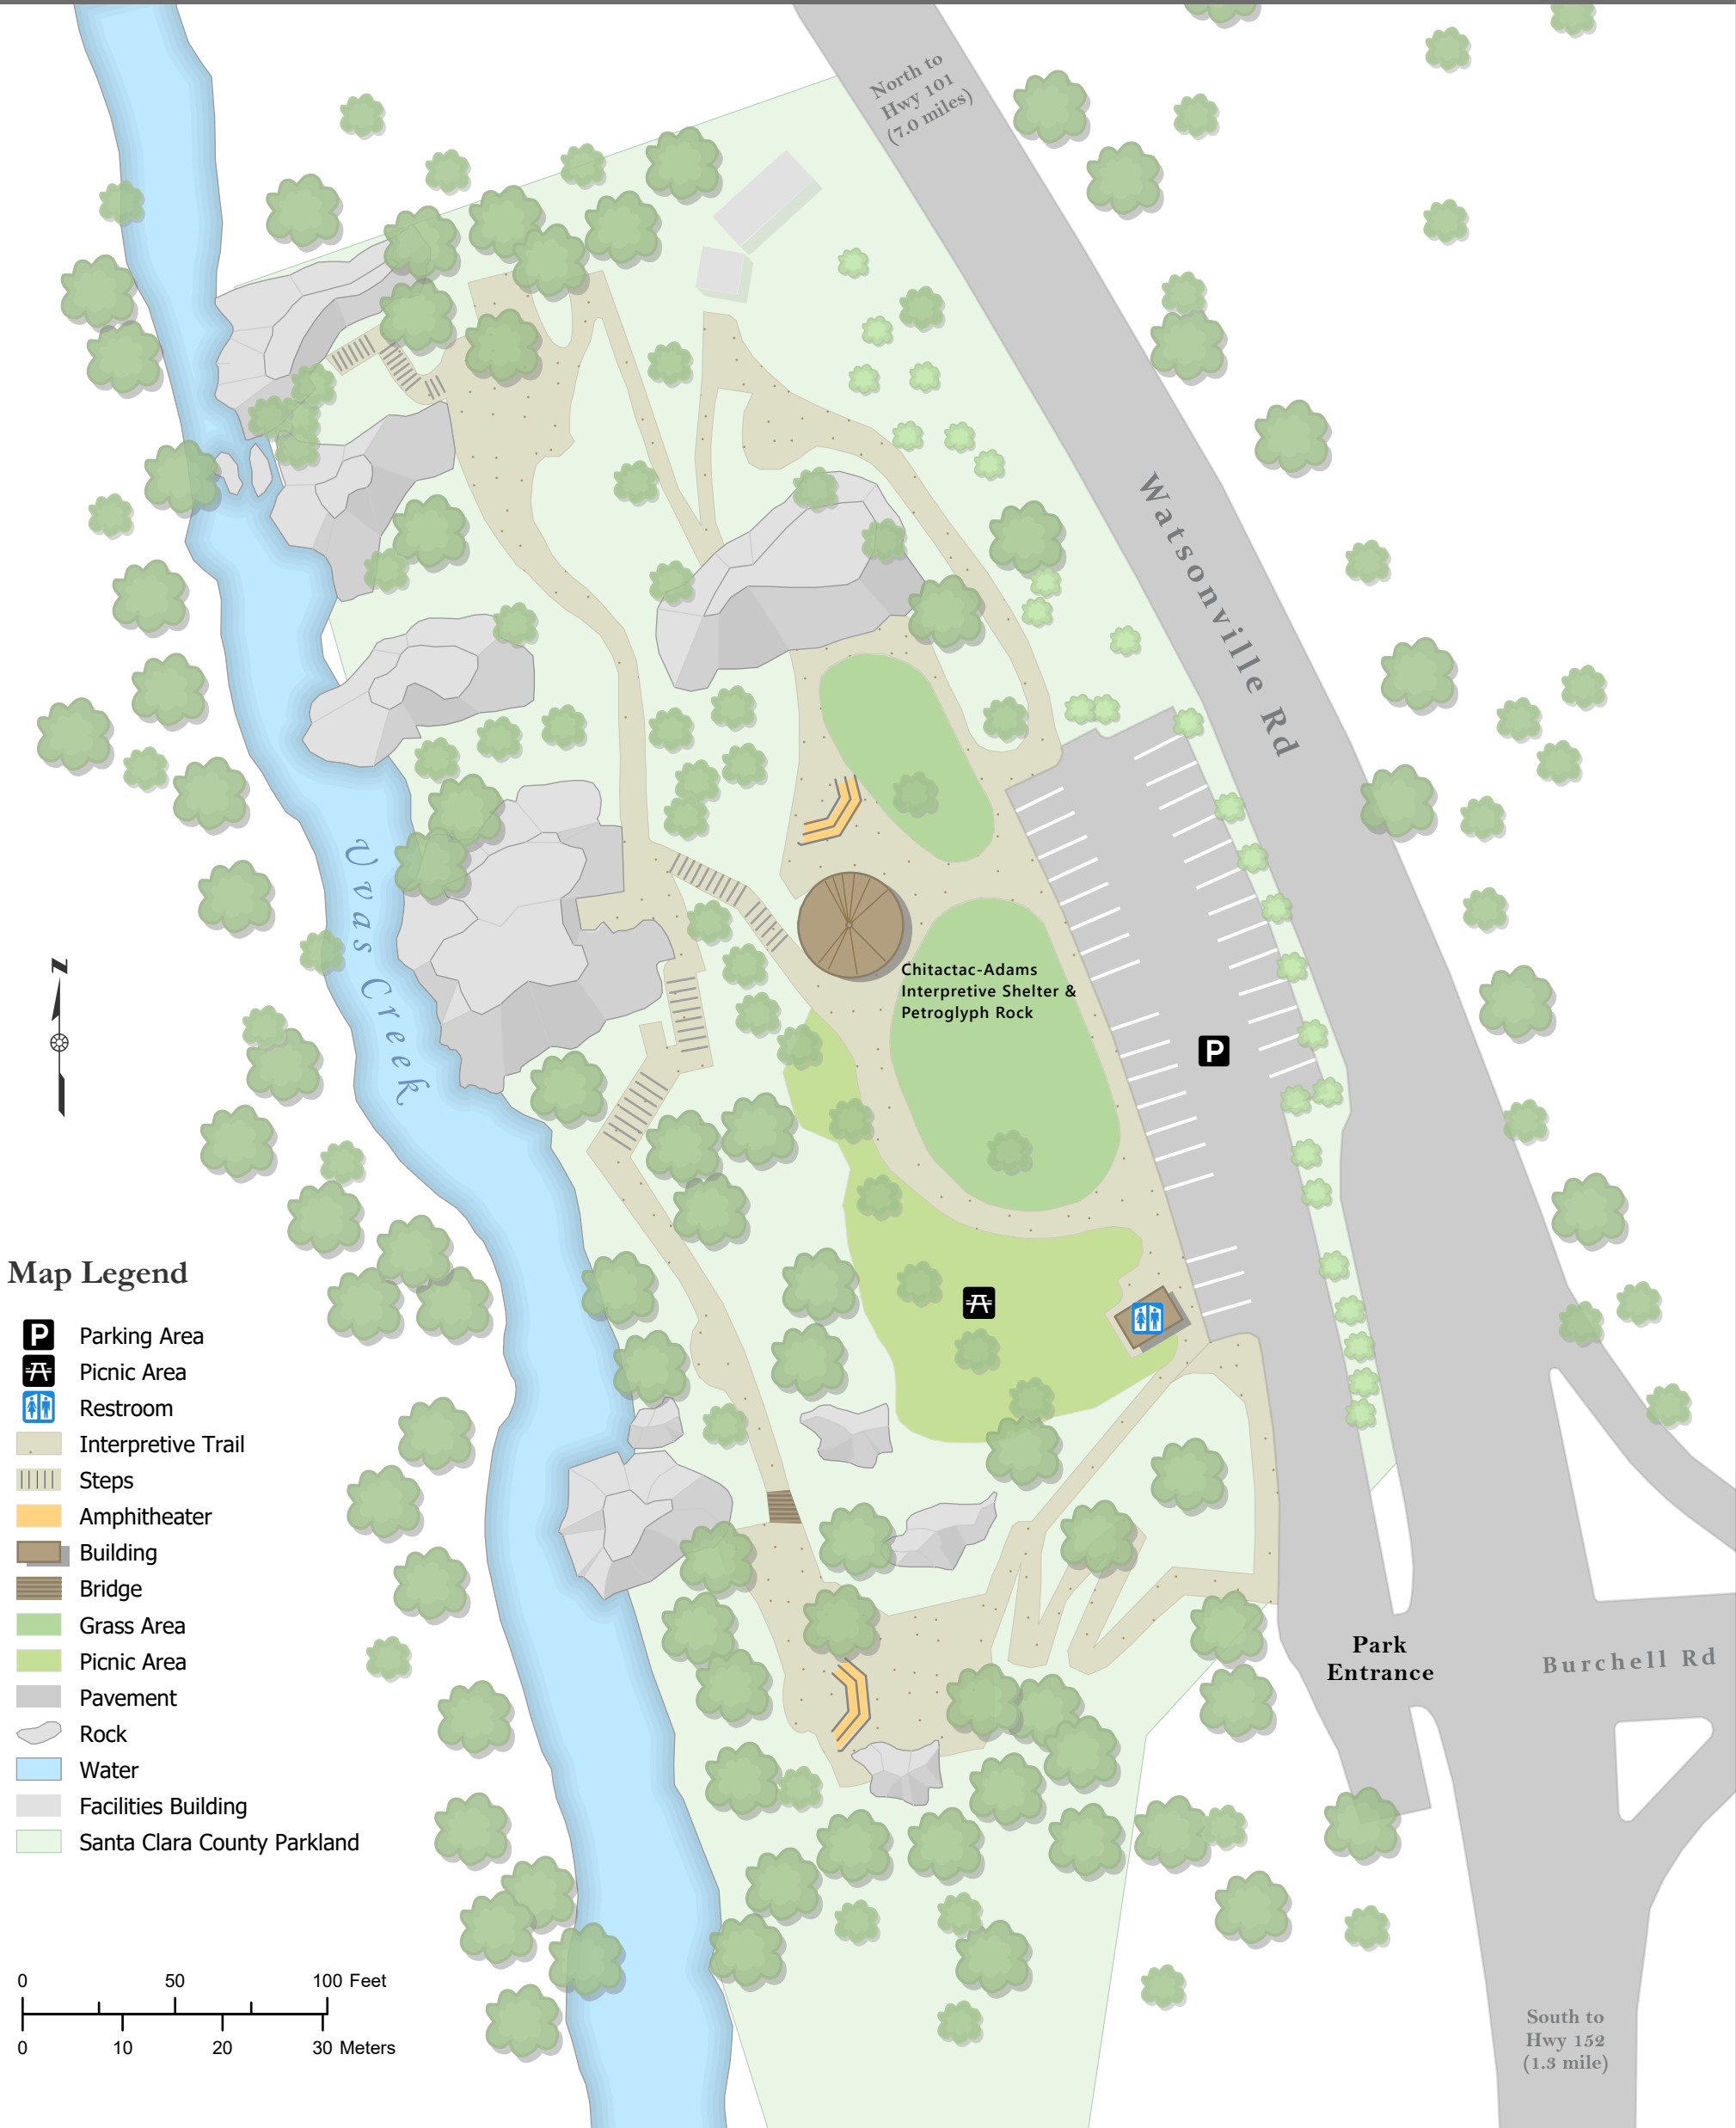 North to
Hwy 101
(7.0 miles)
Watsonville Rd
Uvas Creek
N
Chitactac-Adams
Interpretive Shelter &
Petroglyph Rock
P
Map Legend
P Parking Area
Picnic Area
Restroom
Interpretive Trail
Steps
Amphitheater
Building
Bridge
Grass Area
Picnic Area
Pavement
Rock
Water
Facilities Building
Santa Clara County Parkland
Park
Entrance
Burchell Rd
0 50 100 Feet
0 10 20 30 Meters
South to
Hwy 152
(1.3 mile)